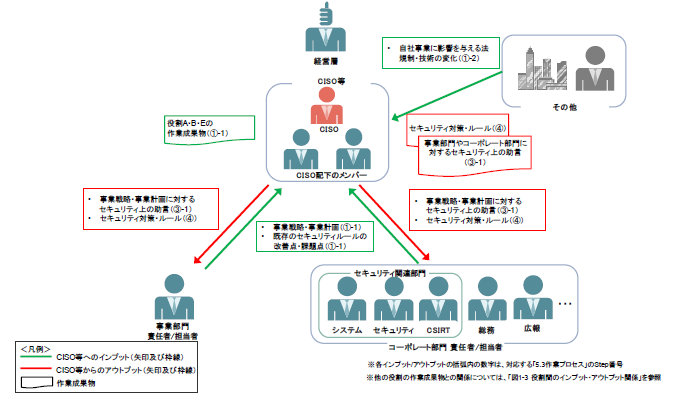 経営層
CISO等
CISO
CISO配下のメンバー
・ 自社事業に影響を与える法
規制・技術の変化(①-2)
その他
役割A・B・Eの
作業成果物(①-1)
セキュリティ対策・ルール(④)
事業部門やコーポレート部門に
対するセキュリティ上の助言
(③-1)
・ 事業戦略・事業計画に対する
セキュリティ上の助言(③-1)
・ セキュリティ対策・ルール(④)
・ 事業戦略・事業計画(①-1)
・ 既存のセキュリティルールの
改善点・課題点(①-1)
・ 事業戦略・事業計画に対する
セキュリティ上の助言(③-1)
・ セキュリティ対策・ルール(④)
事業部門
責任者/担当者
セキュリティ関連部門
システム
セキュリティ
CSIRT
総務
広報
…
コーポレート部門 責任者/担当者
<凡例>
CISO等へのインプット(矢印及び枠線)
CISO等からのアウトプット(矢印及び枠線)
作業成果物
※各インプット/アウトプットの括弧内の数字は、対応する「5.3作業プロセス」のStep番号
※他の役割の作業成果物との関係については、「図1-3 役割間のインプット・アウトプット関係」を参照